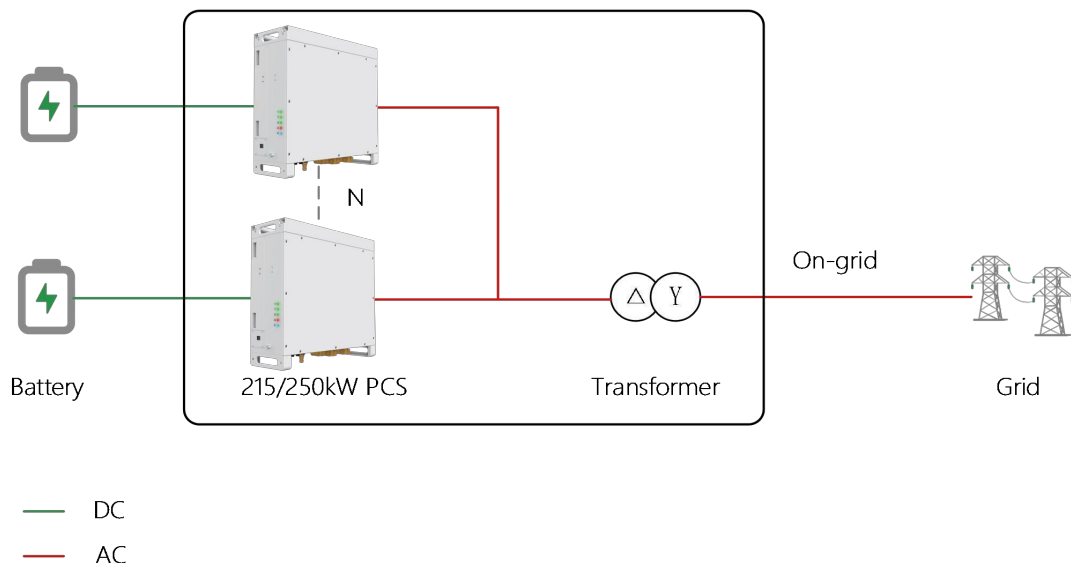 N
On-grid
△ Y
Battery
215/250kW PCS
Transformer
Grid
DC
AC